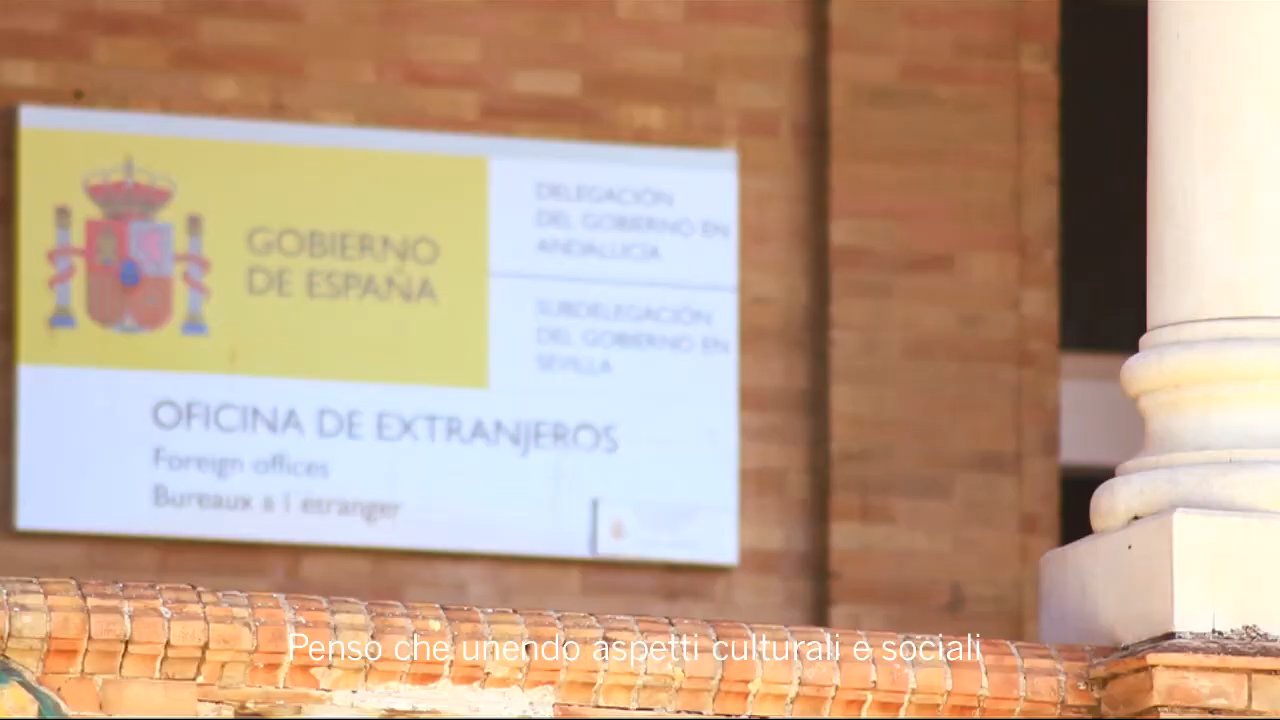 GOBIERNO
DE ESPAÑA
DELEGACIÓN
DEL GOBIERNO EN
ANDALUCÍA
SUBDELEGACIÓN
DEL GOBIERNO EN
SEVILLA
OFICINA DE EXTRANJEROS
Foreign offices
Bureaux a l etranger
Penso che unendo aspetti culturali e sociali